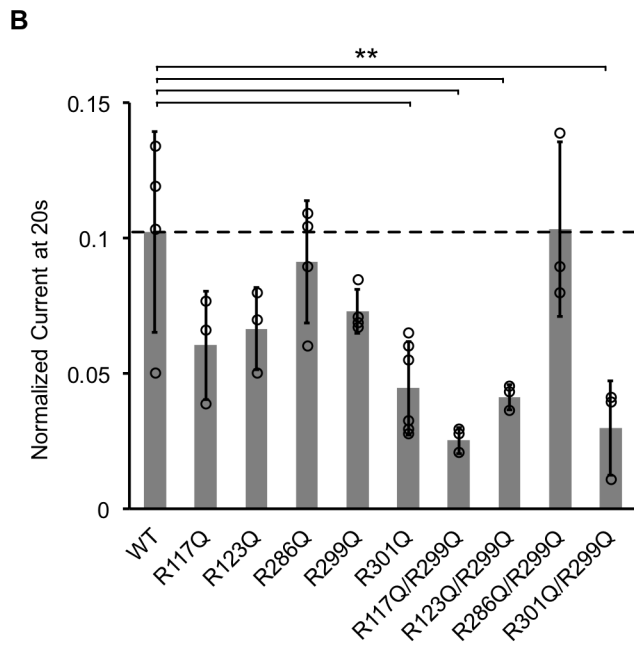 B
**
0.15
0.1
0.05
0
Normalized Current at 20s
WT
R117Q
R123Q
R286Q
R299Q
R301Q
R117Q/R299Q
R123Q/R299Q
R286Q/R299Q
R301Q/R299Q